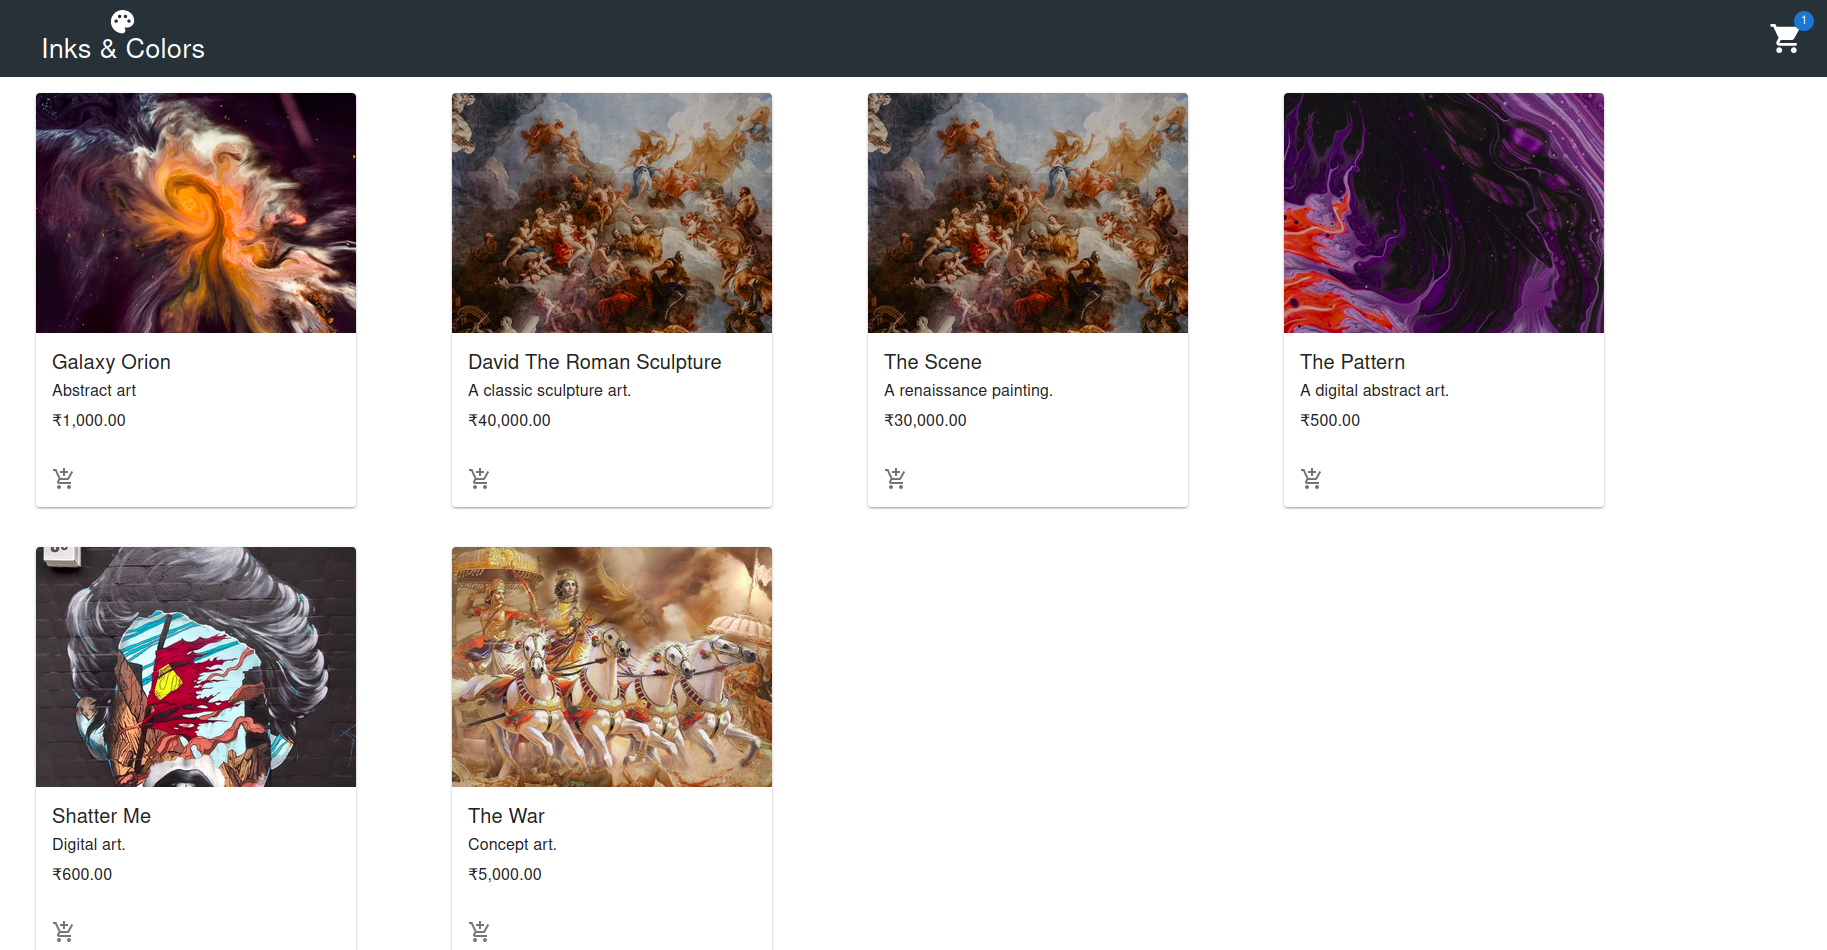 Inks & Colors
1
Galaxy Orion
Abstract art
₹1,000.00
David The Roman Sculpture
A classic sculpture art.
₹40,000.00
The Scene
A renaissance painting.
₹30,000.00
The Pattern
A digital abstract art.
₹500.00
Shatter Me
Digital art.
₹600.00
The War
Concept art.
₹5,000.00